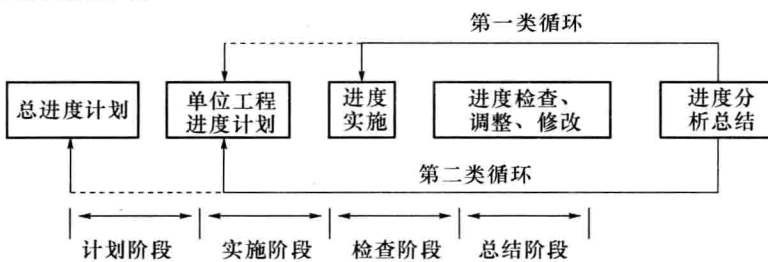 第一类循环
总进度计划
单位工程
进度计划
进度
实施
进度检查、
调整、修改
进度分
析总结
第二类循环
计划阶段
实施阶段
检查阶段
总结阶段